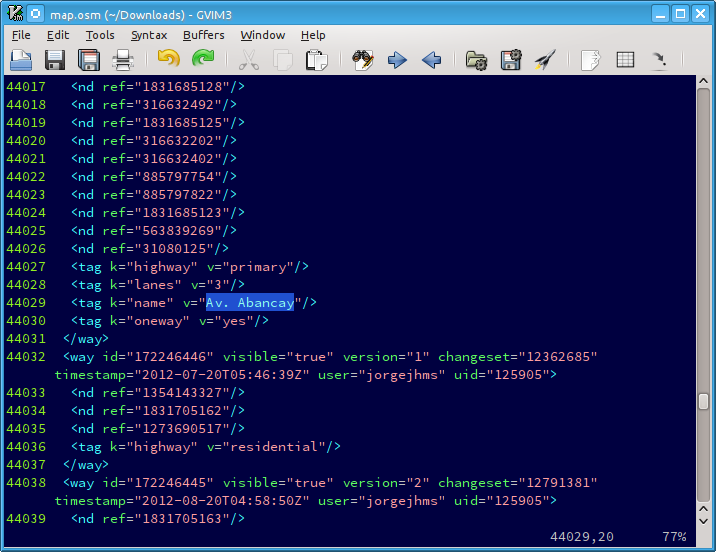 map.osm (~/Downloads) - GVIM3
File Edit Tools Syntax Buffers Window Help
44017 <nd ref="1831685128"/>
44018 <nd ref="316632492"/>
44019 <nd ref="1831685125"/>
44020 <nd ref="316632202"/>
44021 <nd ref="316632402"/>
44022 <nd ref="885797754"/>
44023 <nd ref="885797822"/>
44024 <nd ref="1831685123"/>
44025 <nd ref="563839269"/>
44026 <nd ref="31080125"/>
44027 <tag k="highway" v="primary"/>
44028 <tag k="lanes" v="3"/>
44029 <tag k="name" v="Av. Abancay"/>
44030 <tag k="oneway" v="yes"/>
44031 </way>
44032 <way id="172246446" visible="true" version="1" changeset="12362685"
timestamp="2012-07-20T05:46:39Z" user="jorgejhms" uid="125905">
44033 <nd ref="1354143327"/>
44034 <nd ref="1831705162"/>
44035 <nd ref="1273690517"/>
44036 <tag k="highway" v="residential"/>
44037 </way>
44038 <way id="172246445" visible="true" version="2" changeset="12791381"
timestamp="2012-08-20T04:58:50Z" user="jorgejhms" uid="125905">
44039 <nd ref="1831705163"/>
44029,20 77%